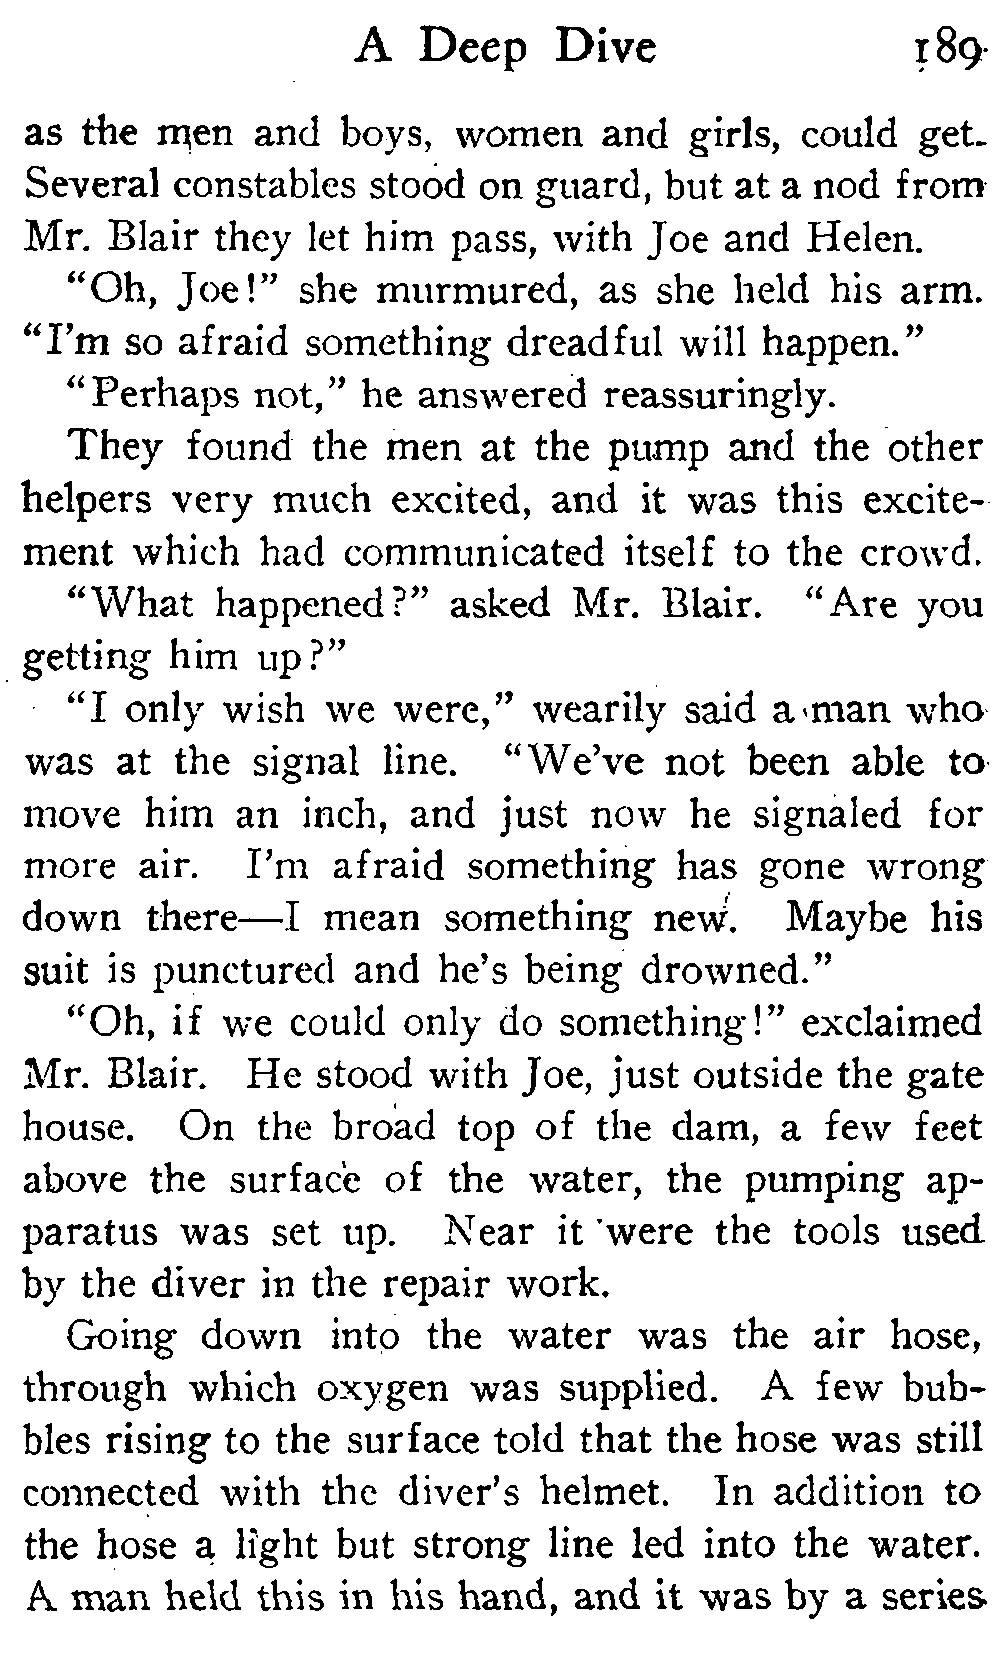 A Deep Dive 189
as the men and boys, women and girls, could get.
Several constables stood on guard, but at a nod from
Mr. Blair they let him pass, with Joe and Helen.
"Oh, Joe!" she murmured, as she held his arm.
"I'm so afraid something dreadful will happen."
"Perhaps not," he answered reassuringly.
They found the men at the pump and the other
helpers very much excited, and it was this excite-
ment which had communicated itself to the crowd.
"What happened?" asked Mr. Blair. "Are you
getting him up?"
"I only wish we were," wearily said a man who
was at the signal line. "We've not been able to
move him an inch, and just now he signaled for
more air. I'm afraid something has gone wrong
down there—I mean something new. Maybe his
suit is punctured and he's being drowned."
"Oh, if we could only do something!" exclaimed
Mr. Blair. He stood with Joe, just outside the gate
house. On the broad top of the dam, a few feet
above the surface of the water, the pumping ap-
paratus was set up. Near it were the tools used
by the diver in the repair work.
Going down into the water was the air hose,
through which oxygen was supplied. A few bub-
bles rising to the surface told that the hose was still
connected with the diver's helmet. In addition to
the hose a light but strong line led into the water.
A man held this in his hand, and it was by a series